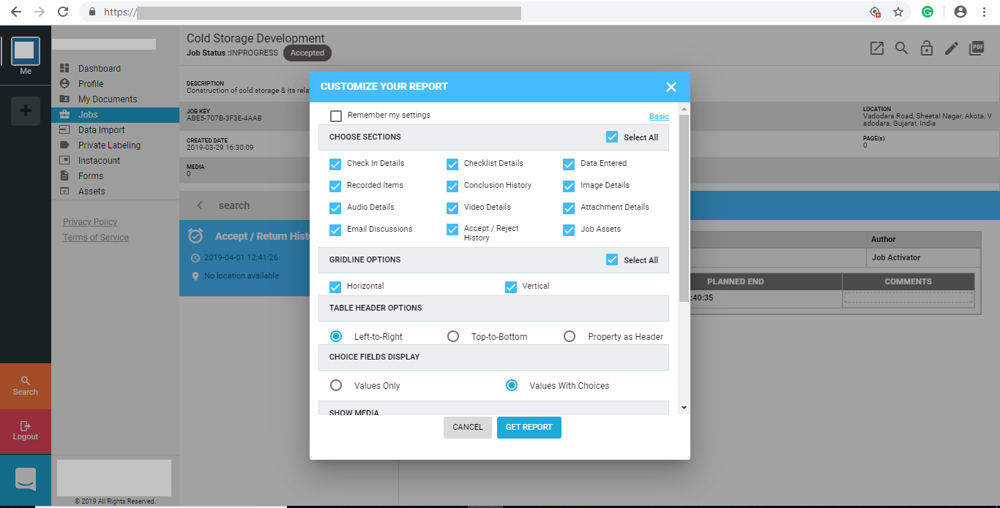 https://
Me
Dashboard
Profile
My Documents
Jobs
Data Import
Private Labeling
Instacount
Forms
Assets
Privacy Policy
Terms of Service
Search
Logout
© 2019 All Rights Reserved.
Cold Storage Development
Job Status :INPROGRESS Accepted
PDF
DESCRIPTION
Construction of cold storage & its
JOB KEY
ABE5-707B-3F3E-4AAB
LOCATION
Vadodara Road, Sheetal Nagar, Akota, V
adodara, Gujarat, India
CREATED DATE
2019-03-29 16:30:09
PAGE(s)
0
MEDIA
0
search
Accept / Return
2019-04-01 12:41:26
No location available
Author
Job Activator
PLANNED END COMMENTS
:40:35
CUSTOMIZE YOUR REPORT
Remember my settings Basic
CHOOSE SECTIONS Select All
Check In Details Checklist Details Data Entered
Recorded Items Conclusion History Image Details
Audio Details Video Details Attachment Details
Email Discussions Accept / Reject Job Assets
History
GRIDLINE OPTIONS Select All
Horizontal Vertical
TABLE HEADER OPTIONS
Left-to-Right Top-to-Bottom Property as Header
CHOICE FIELDS DISPLAY
Values Only Values With Choices
SHOW MEDIA
CANCEL GET REPORT